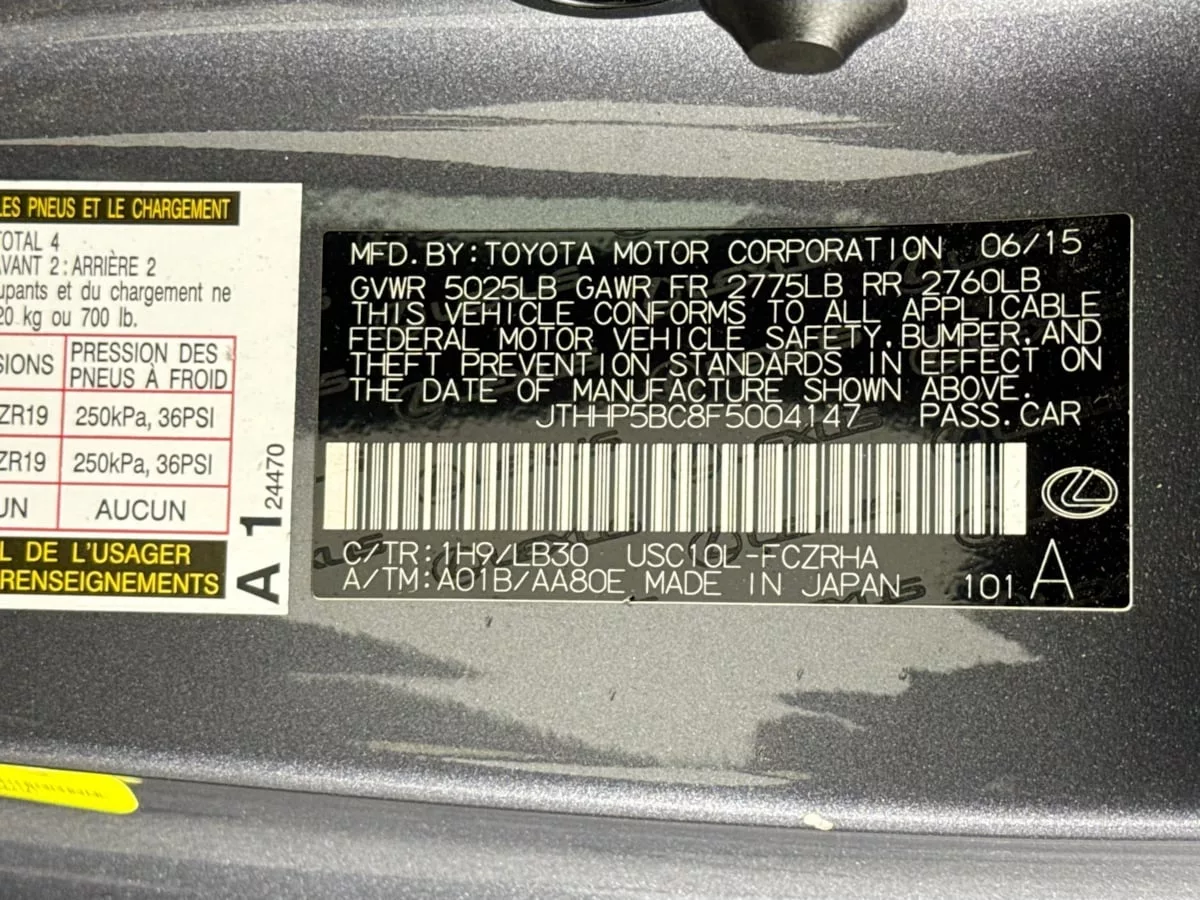 LES PNEUS ET LE CHARGEMENT
TOTAL 4
AVANT 2 : ARRIÈRE 2
upants et du chargement ne
20 kg ou 700 lb.
SIONS
PRESSION DES
PNEUS À FROID
ZR19
250kPa, 36PSI
ZR19
250kPa, 36PSI
UN
AUCUN
L DE L'USAGER
RENSEIGNEMENTS
A 1 24470
MFD. BY: TOYOTA MOTOR CORPORATION 06/15
GVWR 5025LB GAWR FR 2775LB RR 2760LB
THIS VEHICLE CONFORMS TO ALL APPLICABLE
FEDERAL MOTOR VEHICLE SAFETY, BUMPER, AND
THEFT PREVENTION STANDARDS IN EFFECT ON
THE DATE OF MANUFACTURE SHOWN ABOVE.
JTHHP5BC8F5004147 PASS. CAR
C/TR: 1H9/LB30 USC10L-FCZRHA
A/TM: A01B/AA80E MADE IN JAPAN 101 A